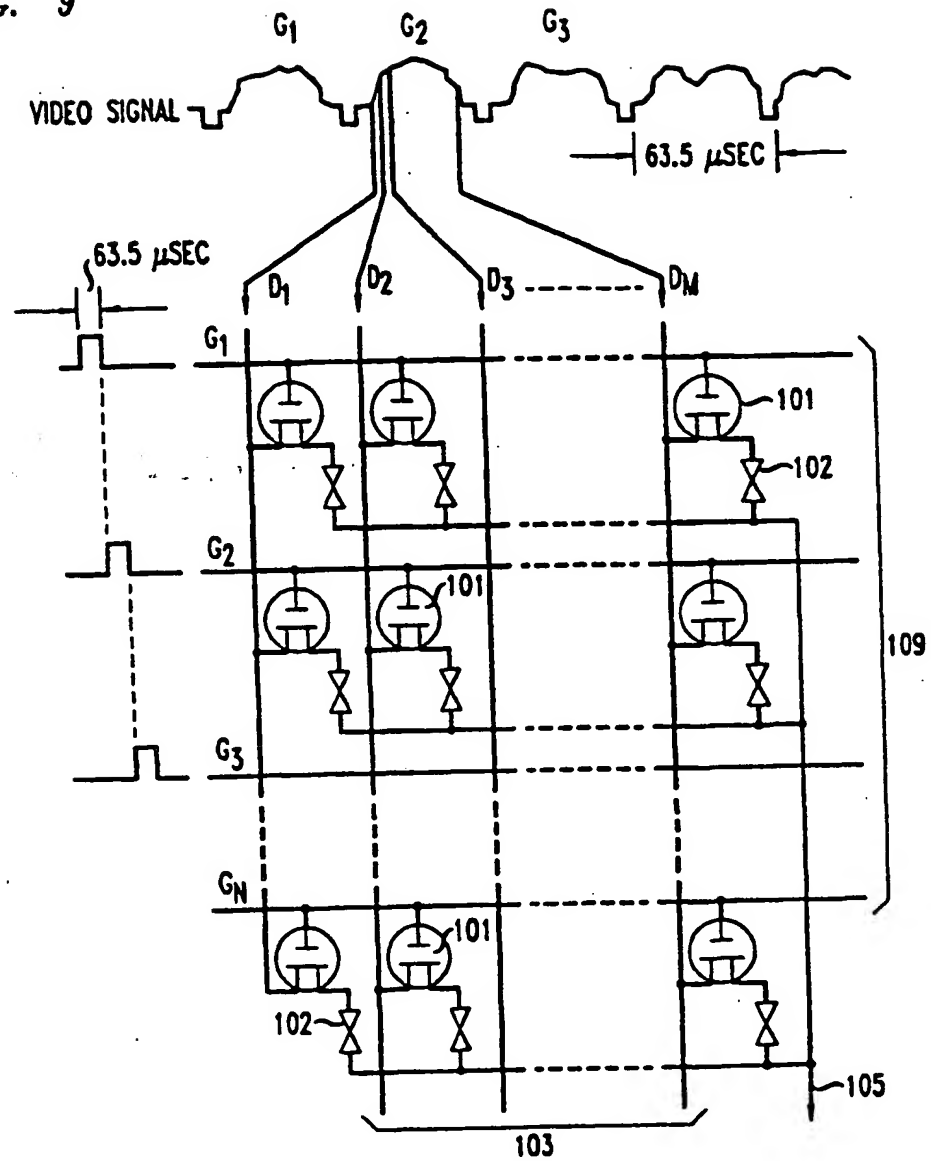 G. 9
G1 G2 G3
VIDEO SIGNAL
63.5 μSEC
63.5 μSEC
D1 D2 D3 DM
G1
101
102
G2
101
109
G3
GN
101
102
105
103